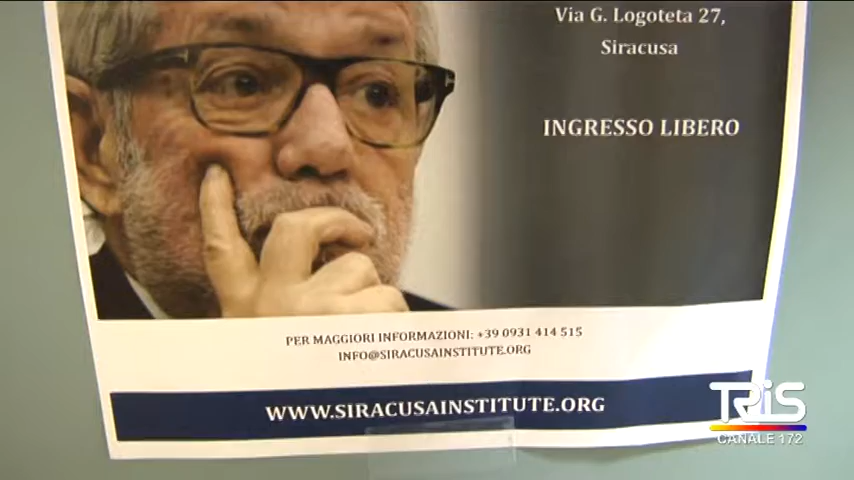 Via G. Logoteta 27,
Siracusa
INGRESSO LIBERO
PER MAGGIORI INFORMAZIONI: +39 0931 414 515
INFO@SIRACUSAINSTITUTE.ORG
WWW.SIRACUSAINSTITUTE.ORG
TRIS
CANALE 172